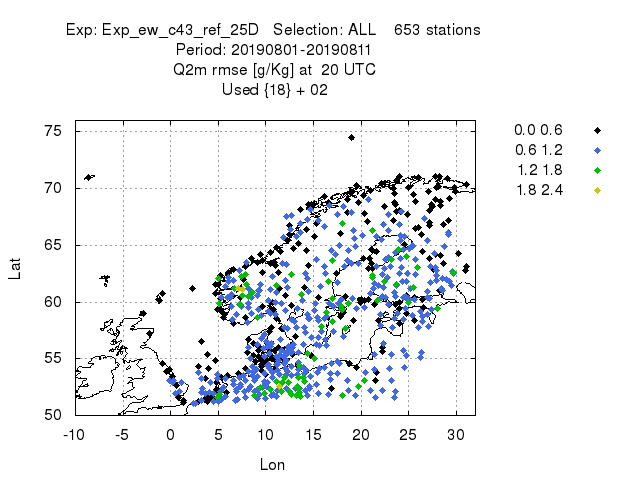 Exp: Exp_ew_c43_ref_25D   Selection: ALL    653 stations
Period: 20190801-20190811
Q2m rmse [g/Kg] at  20 UTC
Used {18} + 02
0.0 0.6
0.6 1.2
1.2 1.8
1.8 2.4
75
70
65
60
55
50
Lat
-10 -5 0 5 10 15 20 25 30
Lon